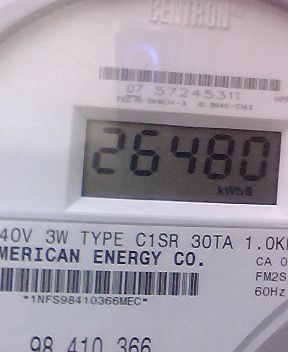 CENTRON
07 57245311
26480
kWh
40V 3W TYPE C1SR 30TA 1.0K
MERICAN ENERGY CO.
CA 0
FM2S
60Hz
*1NFS98410366MEC*
98 410 366